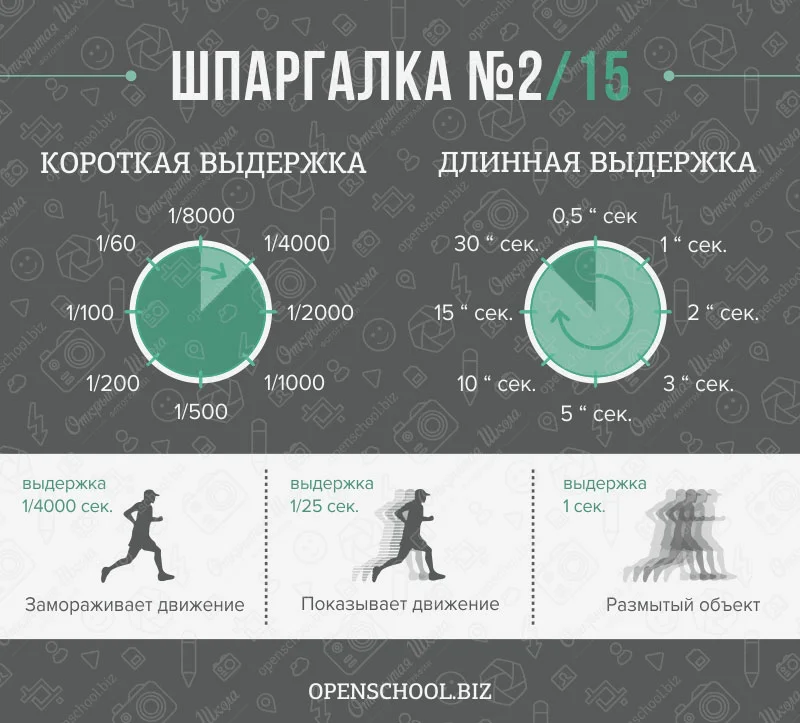 ШПАРГАЛКА №2/15
КОРОТКАЯ ВЫДЕРЖКА
1/8000
1/60
1/4000
1/100
1/2000
1/200
1/1000
1/500
ДЛИННАЯ ВЫДЕРЖКА
0,5 “ сек
30 “ сек.
1 “ сек.
15 “ сек.
2 “ сек.
10 “ сек.
3 “ сек.
5 “ сек.
выдержка
1/4000 сек.
Замораживает движение
выдержка
1/25 сек.
Показывает движение
выдержка
1 сек.
Размытый объект
OPENSCHOOL.BIZ